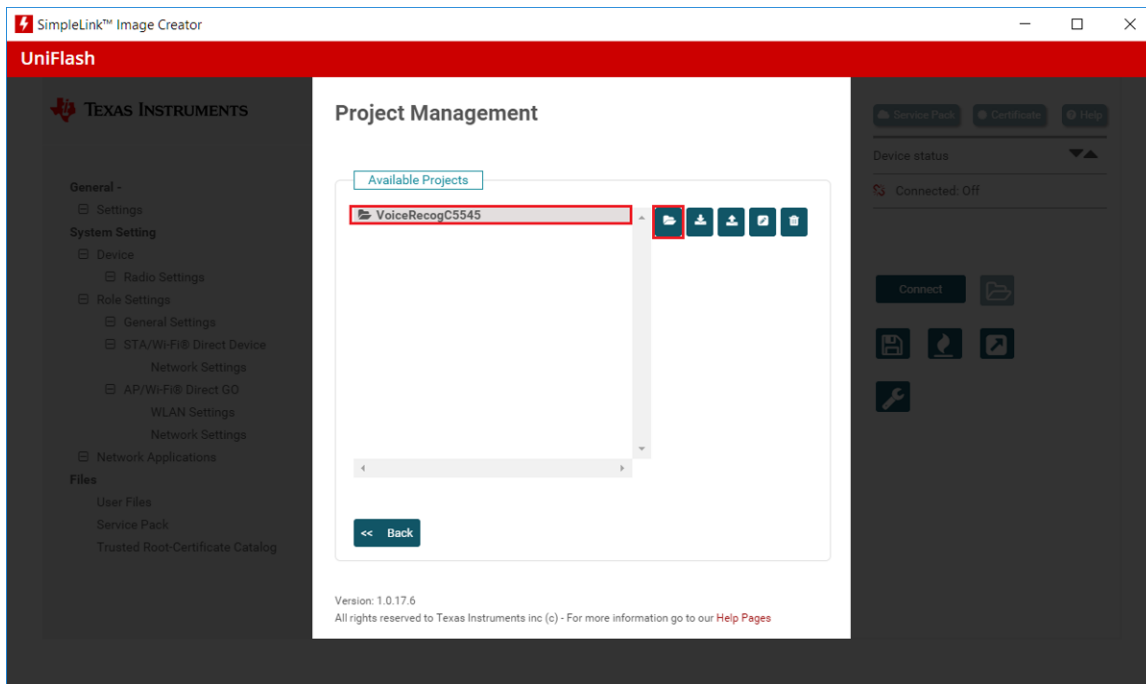 SimpleLink™ Image Creator
UniFlash
TEXAS INSTRUMENTS
General -
Settings
System Setting
Device
Radio Settings
Role Settings
General Settings
STA/Wi-Fi® Direct Device
Network Settings
AP/Wi-Fi® Direct GO
WLAN Settings
Network Settings
Network Applications
Files
User Files
Service Pack
Trusted Root-Certificate Catalog
Project Management
Available Projects
VoiceRecogC5545
<< Back
Version: 1.0.17.6
All rights reserved to Texas Instruments inc (c) - For more information go to our Help Pages
Service Pack Certificate Help
Device status
Connected: Off
Connect